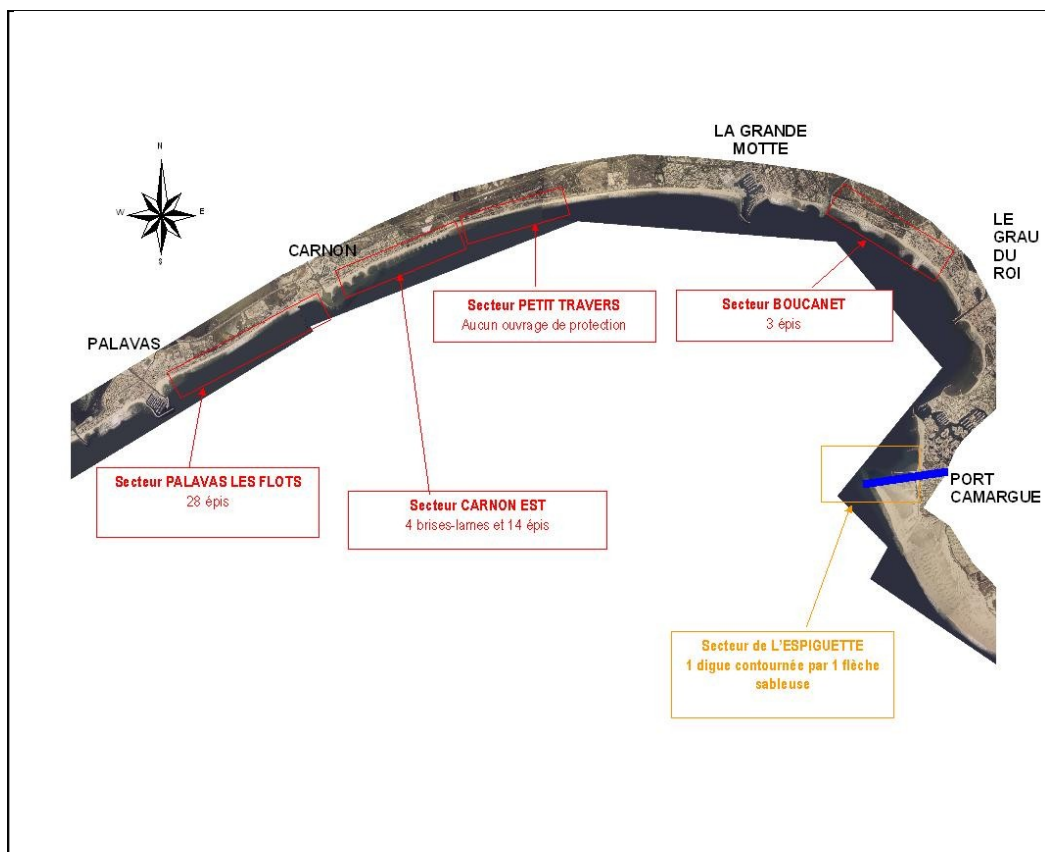 LA GRANDE
MOTTE
N
W
E
S
LE
GRAU
DU
ROI
CARNON
Secteur PETIT TRAVERS
Aucun ouvrage de protection
Secteur BOUCANET
3 épis
PALAVAS
Secteur PALAVAS LES FLOTS
28 épis
Secteur CARNON EST
4 brises-lames et 14 épis
PORT
CAMARGUE
Secteur de L'ESPIGUETTE
1 digue contournée par 1 flèche
sableuse